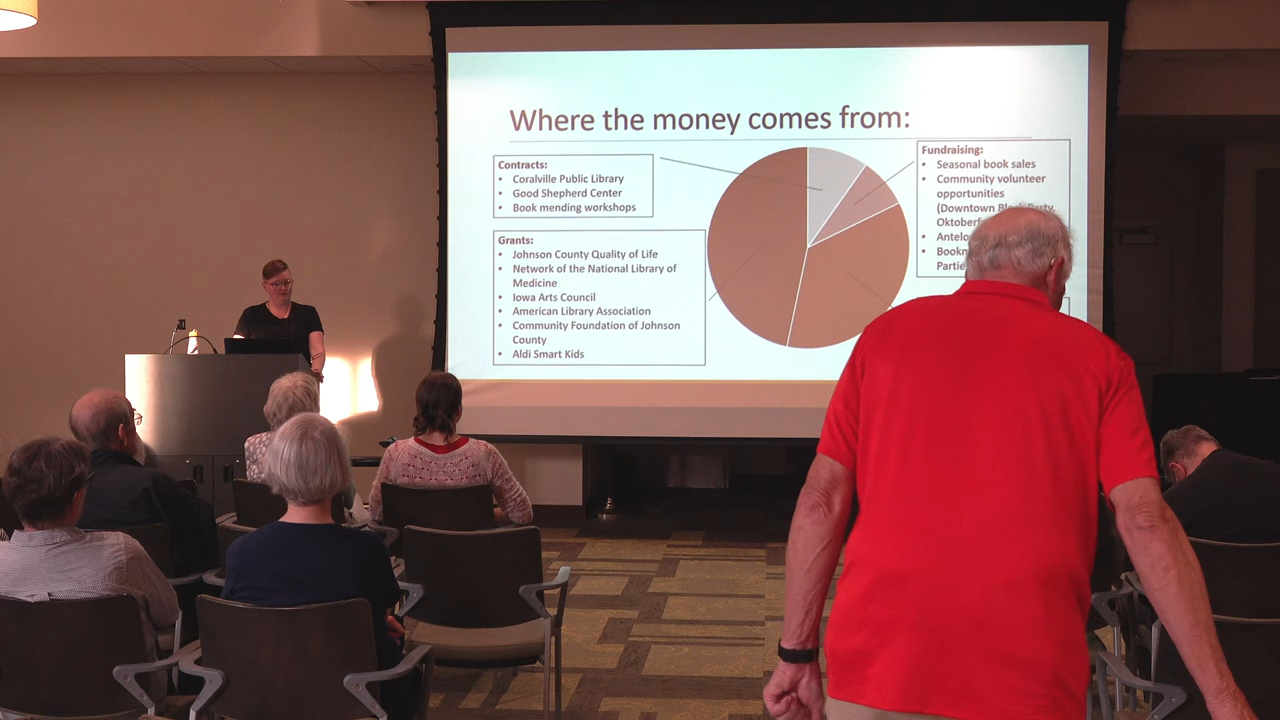 Where the money comes from:
Contracts:
• Coralville Public Library
• Good Shepherd Center
• Book mending workshops
Grants:
• Johnson County Quality of Life
• Network of the National Library of
Medicine
• Iowa Arts Council
• American Library Association
• Community Foundation of Johnson
County
• Aldi Smart Kids
Fundraising:
• Seasonal book sales
• Community volunteer
opportunities
(Downtown Block Party,
•
•